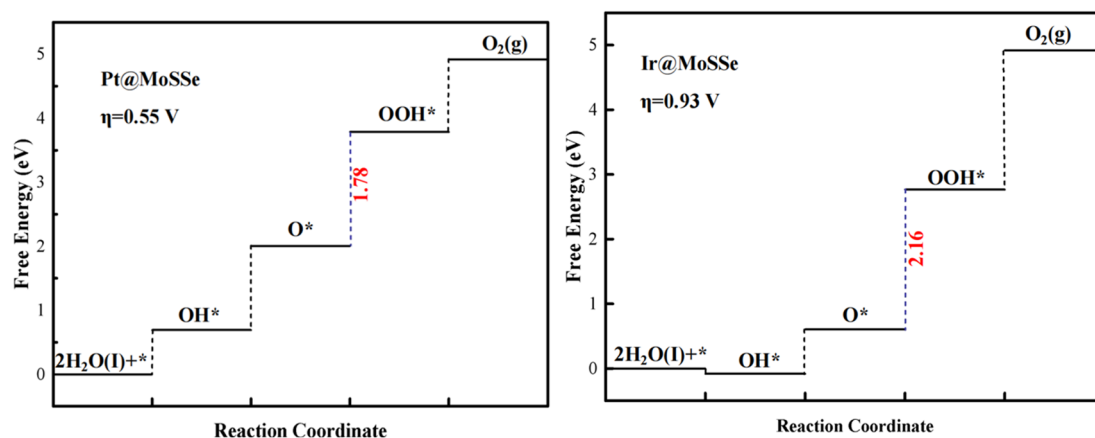 Pt@MoSSe
η=0.55 V
O₂(g)
OOH*
1.78
O*
OH*
2H₂O(I)+*
5
4
3
2
1
0
Free Energy (eV)
Reaction Coordinate
Ir@MoSSe
η=0.93 V
O₂(g)
OOH*
2.16
O*
2H₂O(I)+*
OH*
5
4
3
2
1
0
Free Energy (eV)
Reaction Coordinate